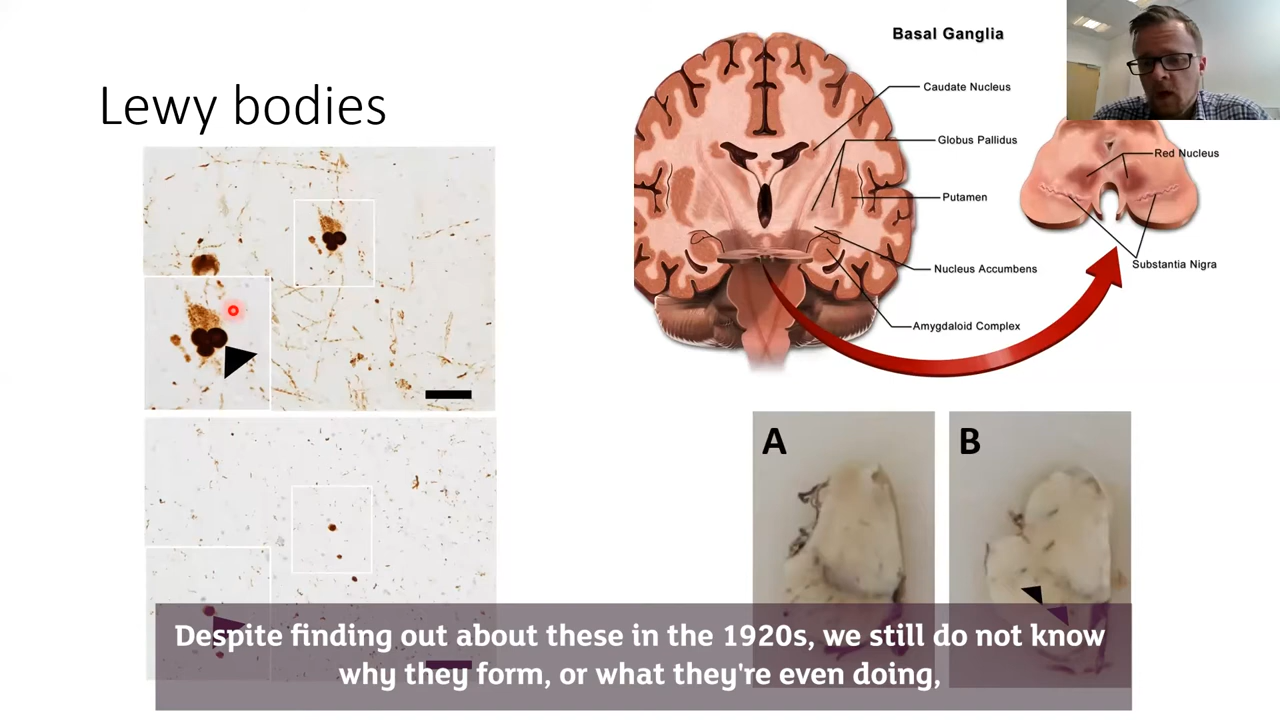 Lewy bodies
Basal Ganglia
Caudate Nucleus
Globus Pallidus
Putamen
Nucleus Accumbens
Amygdaloid Complex
Red Nucleus
Substantia Nigra
A
B
Despite finding out about these in the 1920s, we still do not know
why they form, or what they're even doing,